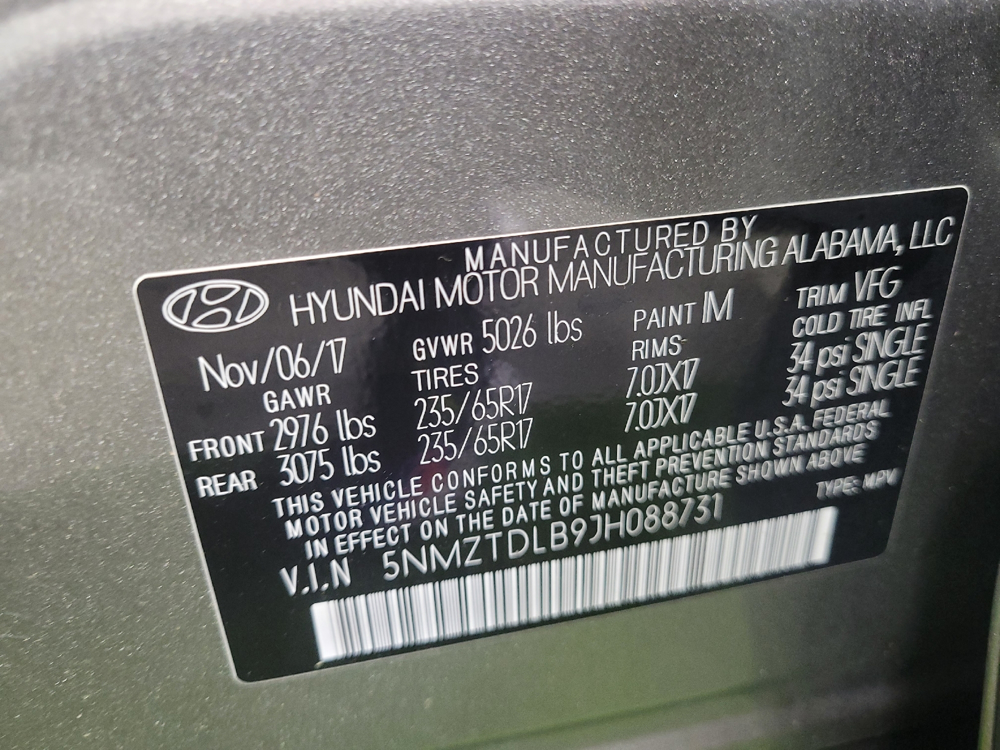 MANUFACTURED BY
HYUNDAI MOTOR MANUFACTURING ALABAMA, LLC
Nov/06/17 GVWR 5026 lbs PAINT IM TRIM VFG
GAWR TIRES RIMS COLD TIRE INFL
FRONT 2976 lbs 235/65R17 7.0JX17 34 psi SINGLE
REAR 3075 lbs 235/65R17 7.0JX17 34 psi SINGLE
THIS VEHICLE CONFORMS TO ALL APPLICABLE U.S.A. FEDERAL
MOTOR VEHICLE SAFETY AND THEFT PREVENTION STANDARDS
IN EFFECT ON THE DATE OF MANUFACTURE SHOWN ABOVE
V.I.N 5NMZTDLB9JH088731 TYPE: MPV